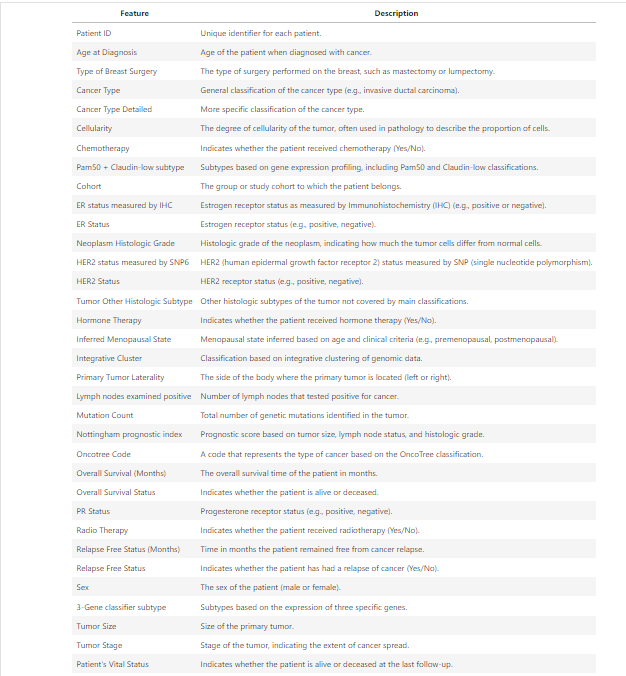 Feature Description
Patient ID Unique identifier for each patient.
Age at Diagnosis Age of the patient when diagnosed with cancer.
Type of Breast Surgery The type of surgery performed on the breast, such as mastectomy or lumpectomy.
Cancer Type General classification of the cancer type (e.g., invasive ductal carcinoma).
Cancer Type Detailed More specific classification of the cancer type.
Cellularity The degree of cellularity of the tumor, often used in pathology to describe the proportion of cells.
Chemotherapy Indicates whether the patient received chemotherapy (Yes/No).
Pam50 + Claudin-low subtype Subtypes based on gene expression profiling, including Pam50 and Claudin-low classifications.
Cohort The group or study cohort to which the patient belongs.
ER status measured by IHC Estrogen receptor status as measured by Immunohistochemistry (IHC) (e.g., positive or negative).
ER Status Estrogen receptor status (e.g., positive, negative).
Neoplasm Histologic Grade Histologic grade of the neoplasm, indicating how much the tumor cells differ from normal cells.
HER2 status measured by SNP6 HER2 (human epidermal growth factor receptor 2) status measured by SNP (single nucleotide polymorphism).
HER2 Status HER2 receptor status (e.g., positive, negative).
Tumor Other Histologic Subtype Other histologic subtypes of the tumor not covered by main classifications.
Hormone Therapy Indicates whether the patient received hormone therapy (Yes/No).
Inferred Menopausal State Menopausal state inferred based on age and clinical criteria (e.g., premenopausal, postmenopausal).
Integrative Cluster Classification based on integrative clustering of genomic data.
Primary Tumor Laterality The side of the body where the primary tumor is located (left or right).
Lymph nodes examined positive Number of lymph nodes that tested positive for cancer.
Mutation Count Total number of genetic mutations identified in the tumor.
Nottingham prognostic index Prognostic score based on tumor size, lymph node status, and histologic grade.
Oncotree Code A code that represents the type of cancer based on the OncoTree classification.
Overall Survival (Months) The overall survival time of the patient in months.
Overall Survival Status Indicates whether the patient is alive or deceased.
PR Status Progesterone receptor status (e.g., positive, negative).
Radio Therapy Indicates whether the patient received radiotherapy (Yes/No).
Relapse Free Status (Months) Time in months the patient remained free from cancer relapse.
Relapse Free Status Indicates whether the patient has had a relapse of cancer (Yes/No).
Sex The sex of the patient (male or female).
3-Gene classifier subtype Subtypes based on the expression of three specific genes.
Tumor Size Size of the primary tumor.
Tumor Stage Stage of the tumor, indicating the extent of cancer spread.
Patient's Vital Status Indicates whether the patient is alive or deceased at the last follow-up.